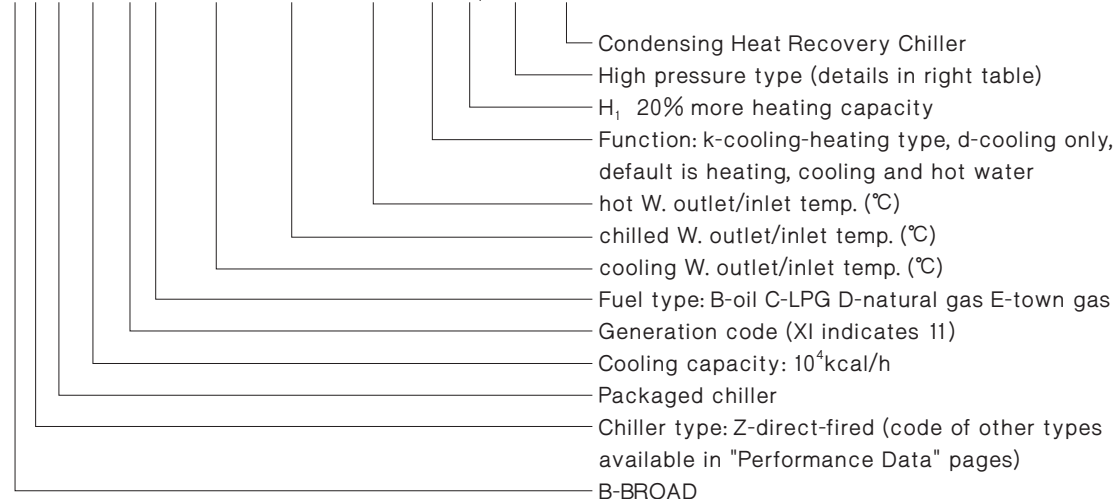 Condensing Heat Recovery Chiller
High pressure type (details in right table)
H₁ 20% more heating capacity
Function: k-cooling-heating type, d-cooling only,
default is heating, cooling and hot water
hot W. outlet/inlet temp. (℃)
chilled W. outlet/inlet temp. (℃)
cooling W. outlet/inlet temp. (℃)
Fuel type: B-oil C-LPG D-natural gas E-town gas
Generation code (XI indicates 11)
Cooling capacity: 10⁴kcal/h
Packaged chiller
Chiller type: Z-direct-fired (code of other types
available in "Performance Data" pages)
B-BROAD